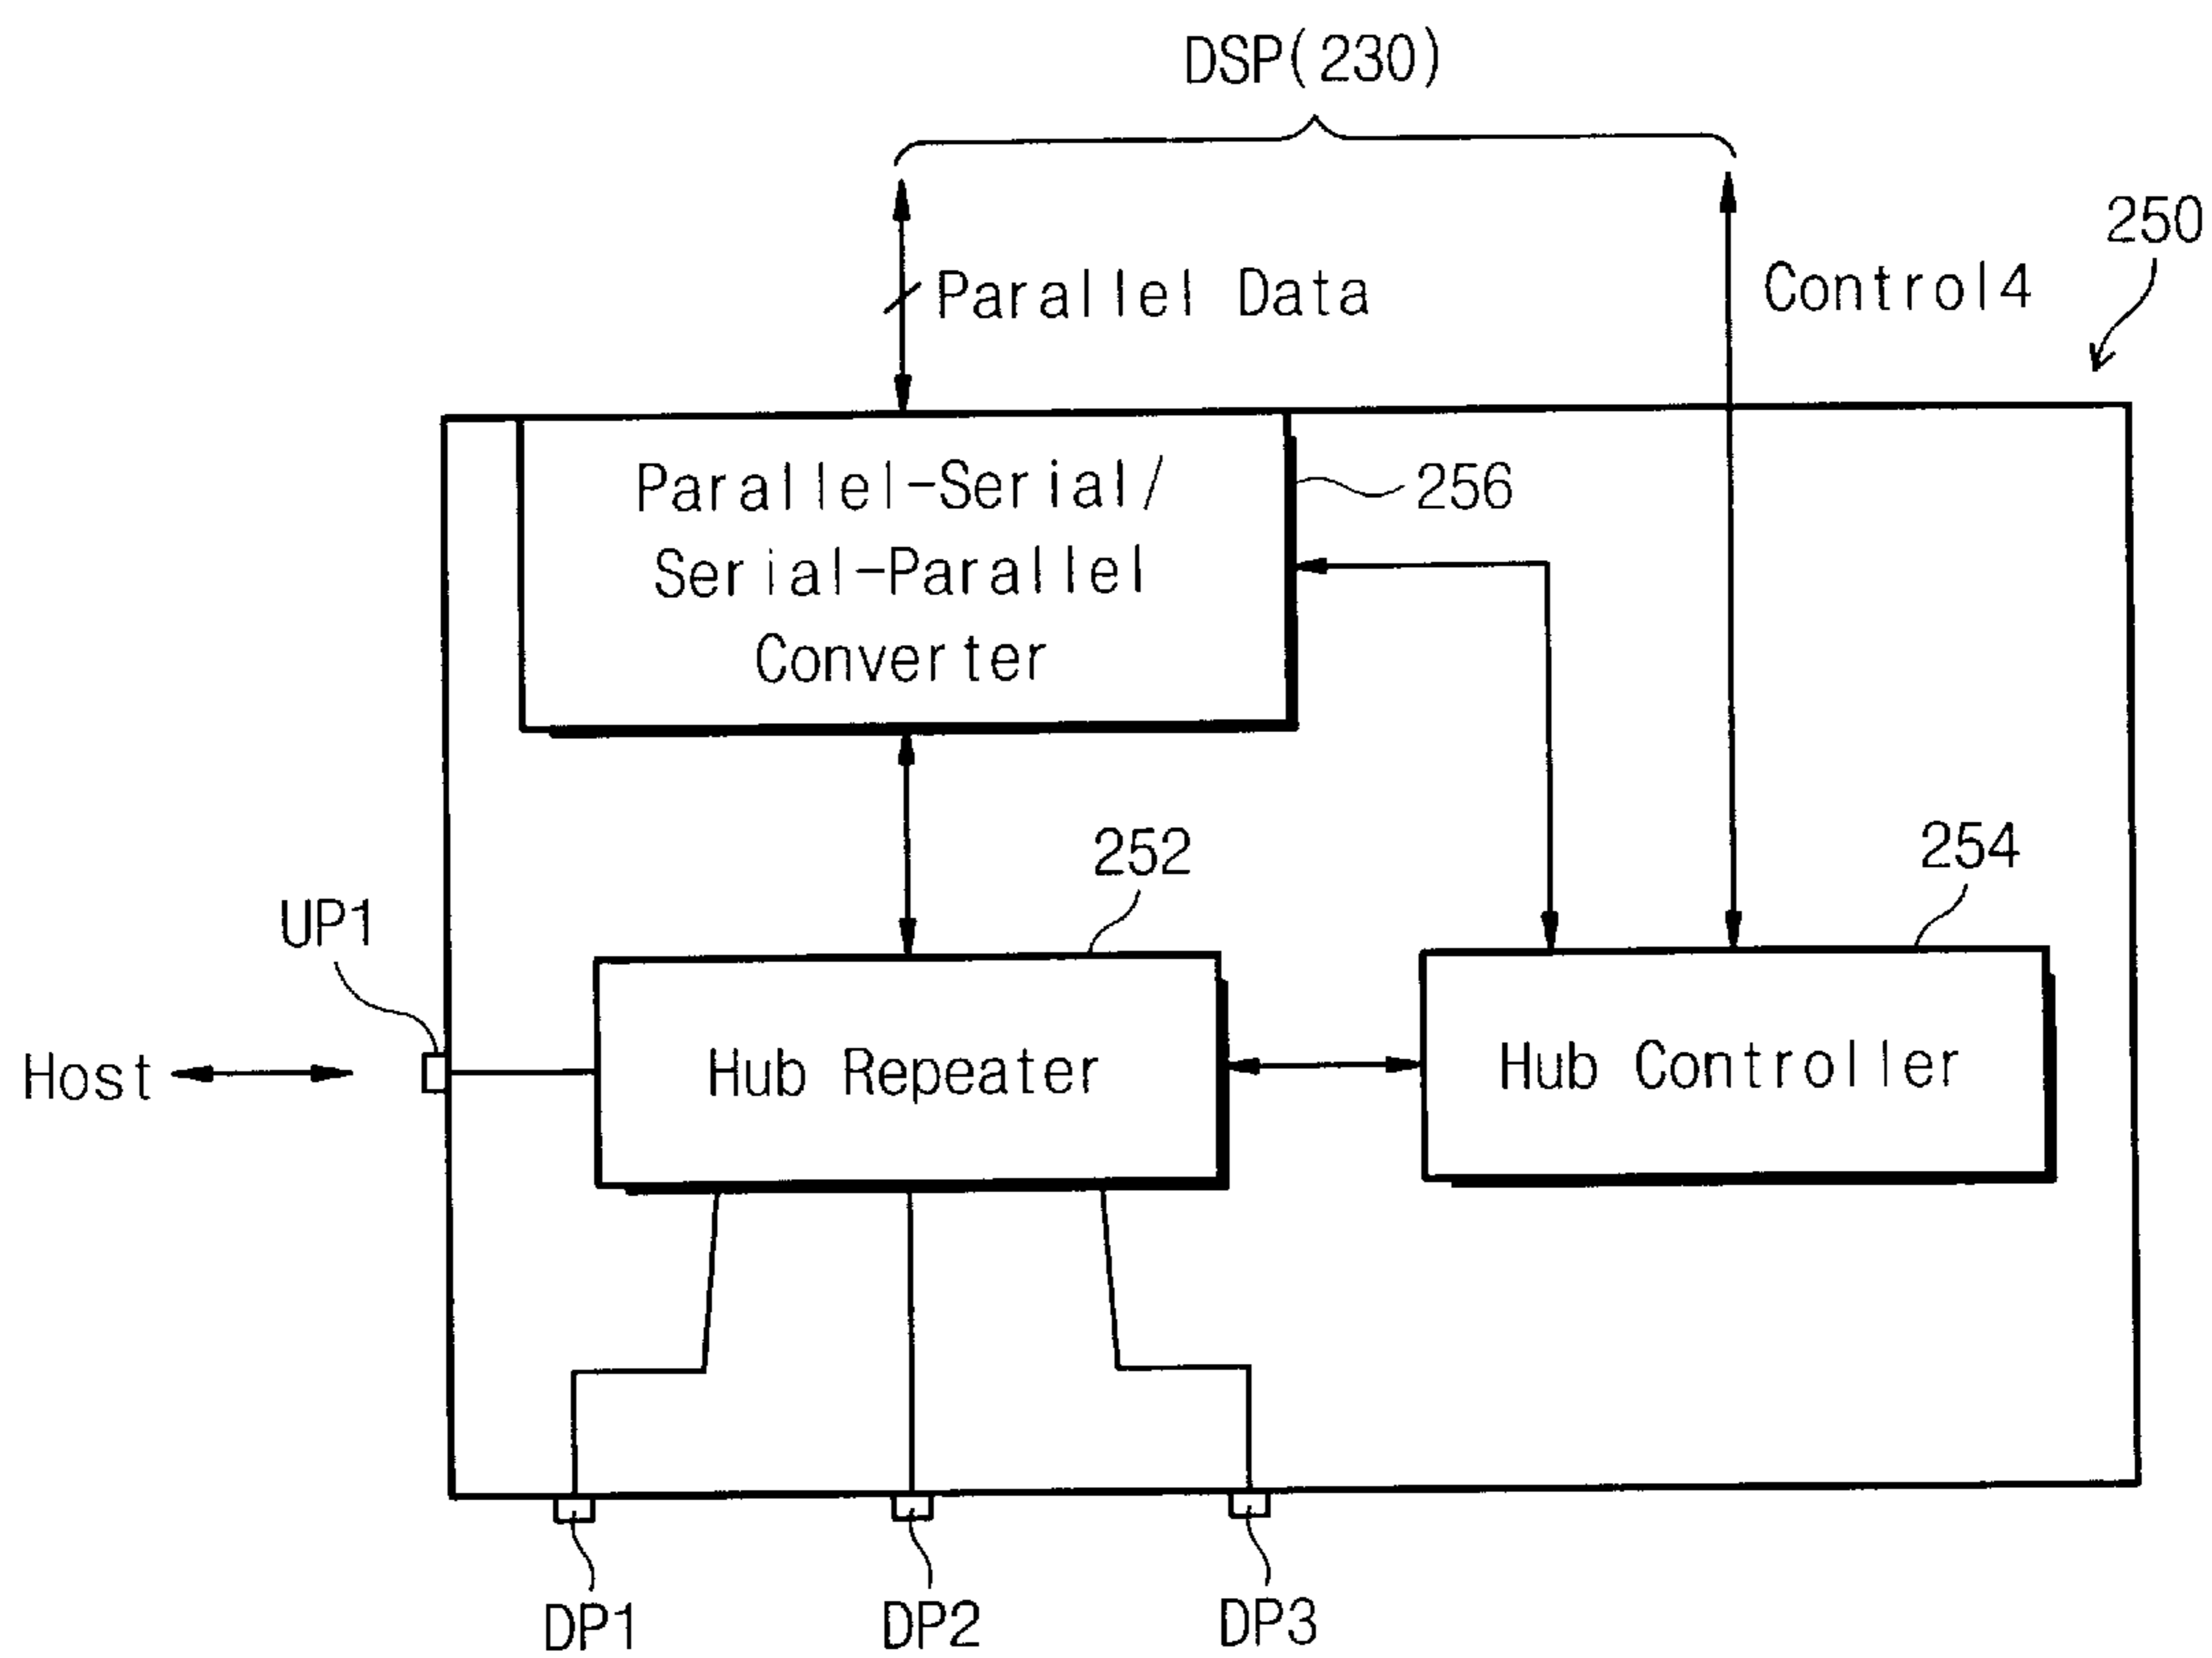 DSP(230)
250
Parallel Data
Control4
Parallel-Serial/
Serial-Parallel
Converter
256
252
254
UP1
Host
Hub Repeater
Hub Controller
DP1
DP2
DP3